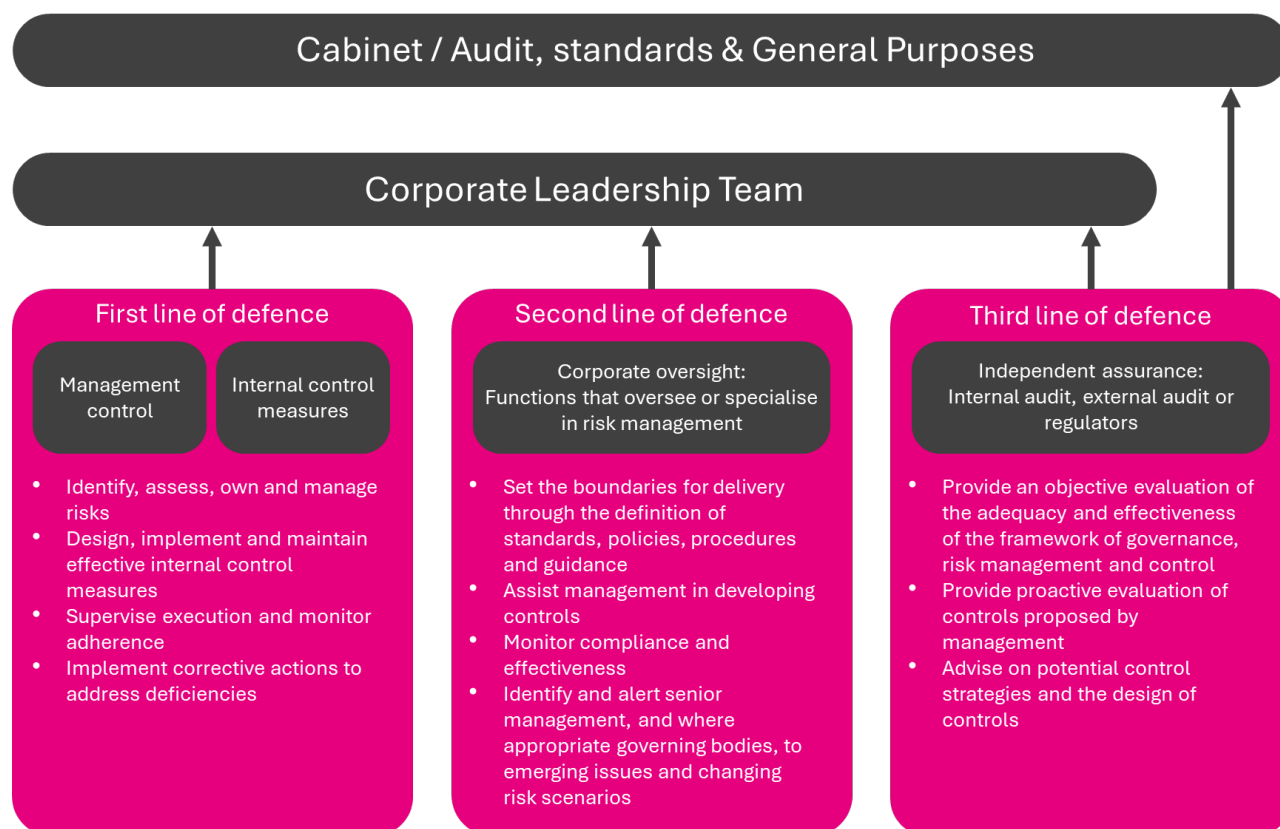 Cabinet / Audit, standards & General Purposes
Corporate Leadership Team
First line of defence
Management
control
Internal control
measures
• Identify, assess, own and manage
risks
• Design, implement and maintain
effective internal control
measures
• Supervise execution and monitor
adherence
• Implement corrective actions to
address deficiencies
Second line of defence
Corporate oversight:
Functions that oversee or specialise
in risk management
• Set the boundaries for delivery
through the definition of
standards, policies, procedures
and guidance
• Assist management in developing
controls
• Monitor compliance and
effectiveness
• Identify and alert senior
management, and where
appropriate governing bodies, to
emerging issues and changing
risk scenarios
Third line of defence
Independent assurance:
Internal audit, external audit or
regulators
• Provide an objective evaluation of
the adequacy and effectiveness
of the framework of governance,
risk management and control
• Provide proactive evaluation of
controls proposed by
management
• Advise on potential control
strategies and the design of
controls